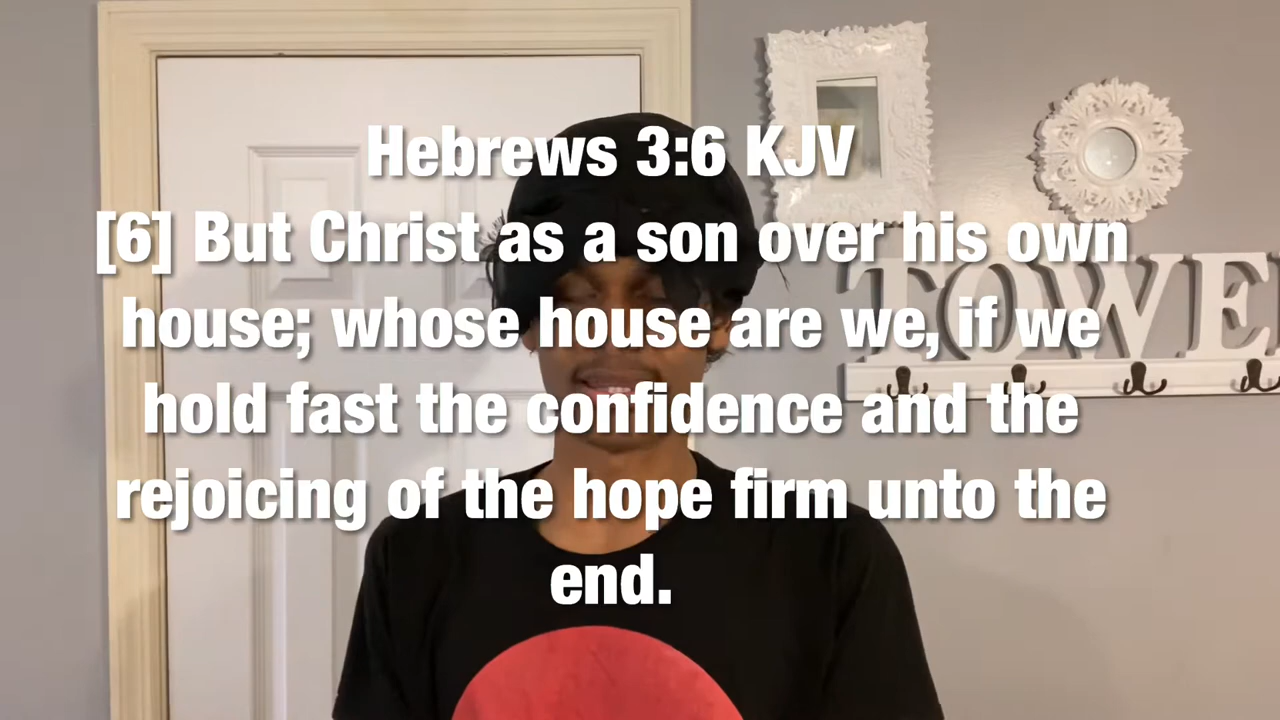 Hebrews 3:6 KJV
[6] But Christ as a son over his own
house; whose house are we, if we
hold fast the confidence and the
rejoicing of the hope firm unto the
end.
TOWE